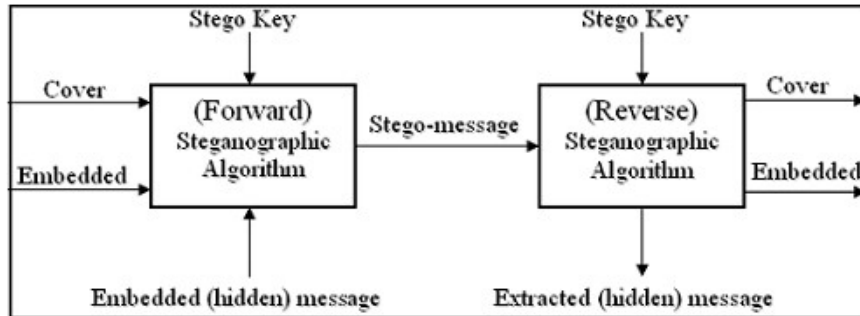 Stego Key
Stego Key
Cover
(Forward)
Steganographic
Algorithm
Embedded
Stego-message
(Reverse)
Steganographic
Algorithm
Cover
Embedded
Embedded (hidden) message
Extracted (hidden) message